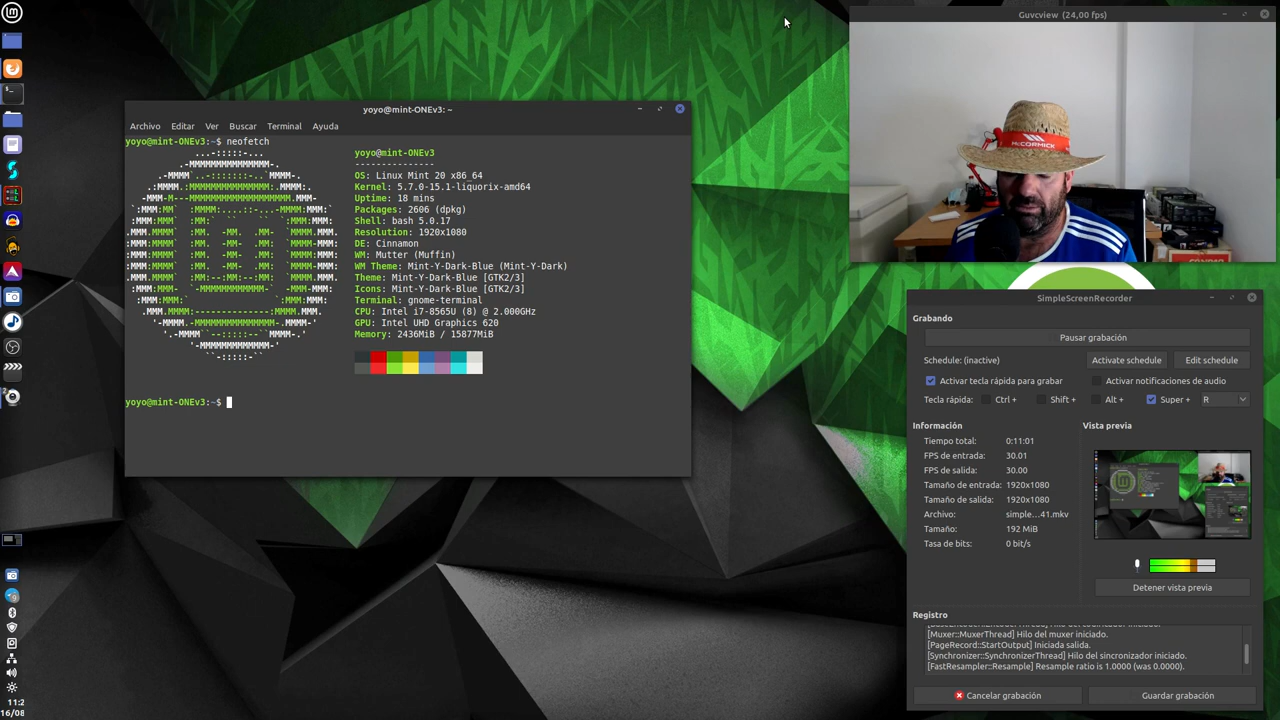 yoyo@mint-ONEv3: ~
Archivo Editar Ver Buscar Terminal Ayuda
yoyo@mint-ONEv3:~$ neofetch
yoyo@mint-ONEv3
---------------
OS: Linux Mint 20 x86_64
Kernel: 5.7.0-15.1-liquorix-amd64
Uptime: 18 mins
Packages: 2606 (dpkg)
Shell: bash 5.0.17
Resolution: 1920x1080
DE: Cinnamon
WM: Mutter (Muffin)
WM Theme: Mint-Y-Dark-Blue (Mint-Y-Dark)
Theme: Mint-Y-Dark-Blue [GTK2/3]
Icons: Mint-Y-Dark-Blue [GTK2/3]
Terminal: gnome-terminal
CPU: Intel i7-8565U (8) @ 2.000GHz
GPU: Intel UHD Graphics 620
Memory: 2436MiB / 15877MiB
yoyo@mint-ONEv3:~$
Guvcview (24,00 fps)
McCORMICK
SimpleScreenRecorder
Grabando
Pausar grabación
Schedule: (inactive)
Activate schedule
Edit schedule
Activar tecla rápida para grabar
Activar notificaciones de audio
Tecla rápida: Ctrl + Shift + Alt + Super + R
Información
Tiempo total: 0:11:01
FPS de entrada: 30.01
FPS de salida: 30.00
Tamaño de entrada: 1920x1080
Tamaño de salida: 1920x1080
Archivo: simple...41.mkv
Tamaño: 192 MiB
Tasa de bits: 0 bit/s
Vista previa
Detener vista previa
Registro
[Muxer::MuxerThread] Hilo del muxer iniciado.
[PageRecord::StartOutput] Iniciada salida.
[Synchronizer::SynchronizerThread] Hilo del sincronizador iniciado.
[FastResampler::Resample] Resample ratio is 1.0000 (was 0.0000).
Cancelar grabación
Guardar grabación
11:2
16/08